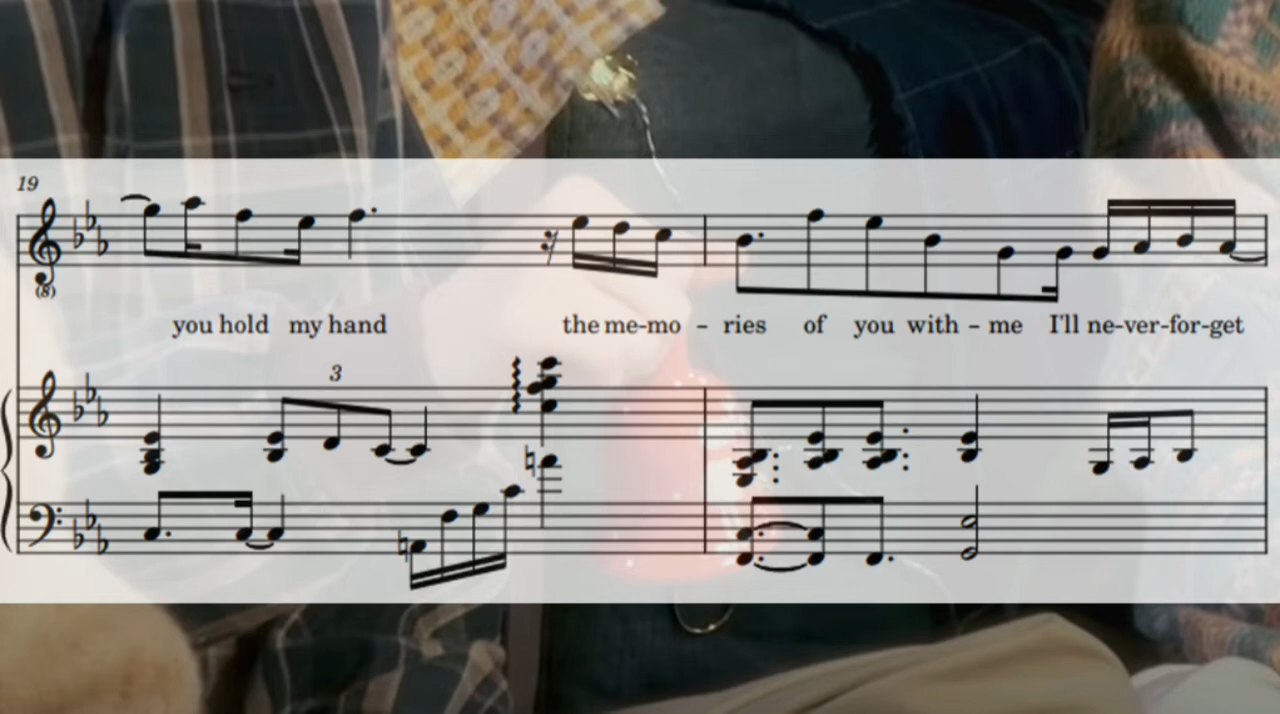 19
(8)
you hold my hand the me-mo - ries of you with - me I'll ne-ver-for-get
3